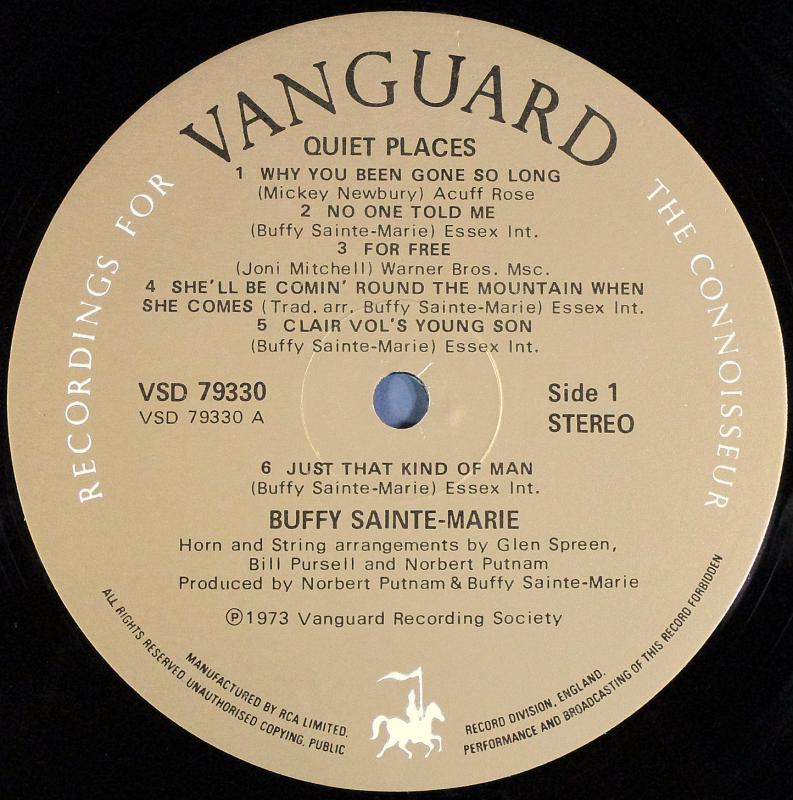 VANGUARD
RECORDINGS FOR
THE CONNOISSEUR
QUIET PLACES
1 WHY YOU BEEN GONE SO LONG
(Mickey Newbury) Acuff Rose
2 NO ONE TOLD ME
(Buffy Sainte-Marie) Essex Int.
3 FOR FREE
(Joni Mitchell) Warner Bros. Msc.
4 SHE'LL BE COMIN' ROUND THE MOUNTAIN WHEN
SHE COMES (Trad. arr. Buffy Sainte-Marie) Essex Int.
5 CLAIR VOL'S YOUNG SON
(Buffy Sainte-Marie) Essex Int.
VSD 79330
VSD 79330 A
Side 1
STEREO
6 JUST THAT KIND OF MAN
(Buffy Sainte-Marie) Essex Int.
BUFFY SAINTE-MARIE
Horn and String arrangements by Glen Spreen,
Bill Pursell and Norbert Putnam
Produced by Norbert Putnam & Buffy Sainte-Marie
℗1973 Vanguard Recording Society
MANUFACTURED BY RCA LIMITED, RECORD DIVISION, ENGLAND.
ALL RIGHTS RESERVED. UNAUTHORISED COPYING, PUBLIC PERFORMANCE AND BROADCASTING OF THIS RECORD FORBIDDEN